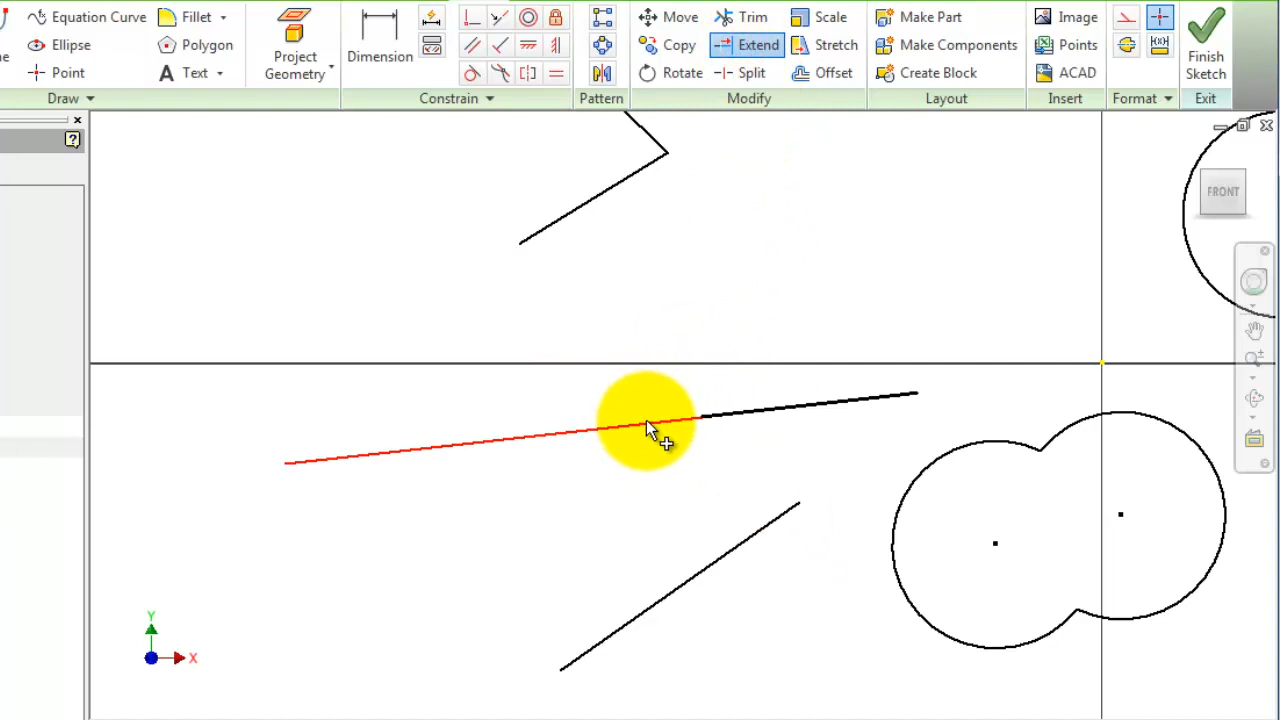 Equation Curve Fillet Move Trim Scale Make Part Image
e Ellipse Polygon Project Geometry Dimension Copy Extend Stretch Make Components Points Finish Sketch
Point Text Rotate Split Offset Create Block ACAD
Draw Constrain Pattern Modify Layout Insert Format Exit
FRONT
Y
X